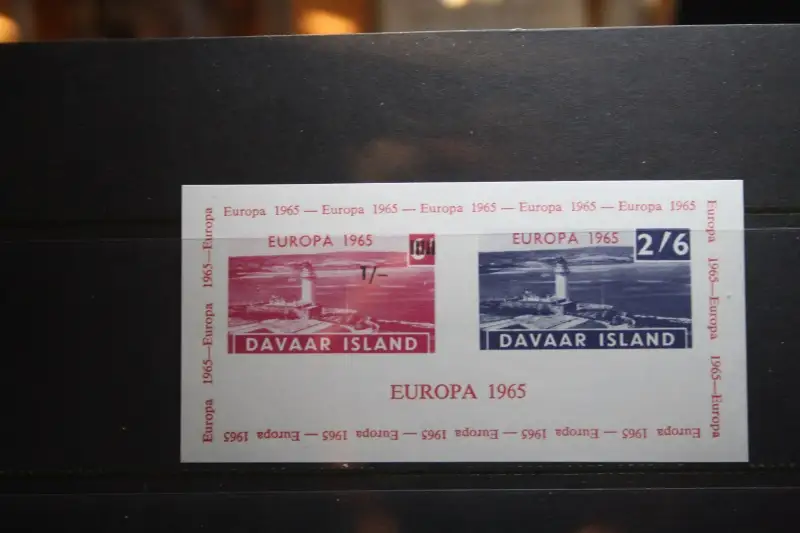 Europa 1965 — Europa 1965 — Europa 1965 — Europa 1965 — Europa 1965
Europa 1965—Europa 1965—Europa 1965
EUROPA 1965
T/–
DAVAAR ISLAND
EUROPA 1965
2/6
DAVAAR ISLAND
Europa 1965—Europa 1965—Europa
EUROPA 1965
Europa 1965 — Europa 1965 — Europa 1965 — Europa 1965 — Europa 1965